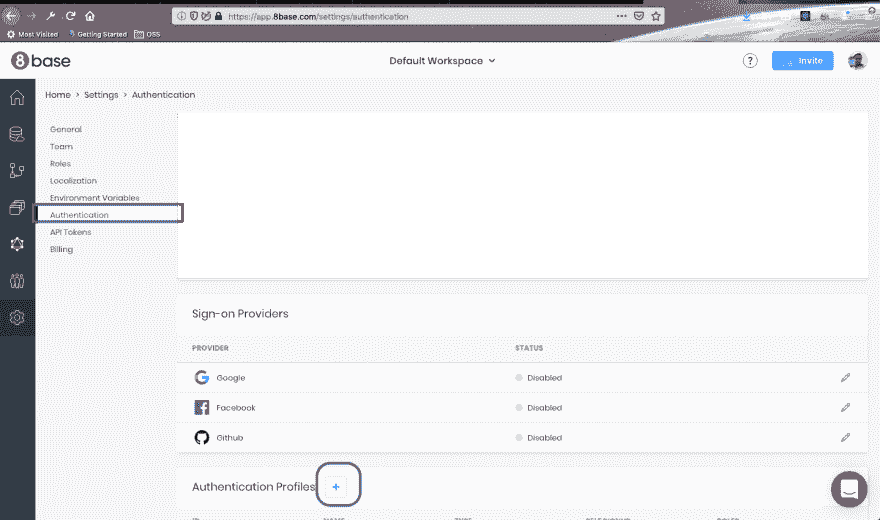 https://app.8base.com/settings/authentication
Most Visited
Getting Started
OSS
8 base
Default Workspace
?
Invite
Home > Settings > Authentication
General
Team
Roles
Localization
Environment Variables
Authentication
API Tokens
Billing
Sign-on Providers
PROVIDER STATUS
Google Disabled
Facebook Disabled
Github Disabled
Authentication Profiles +